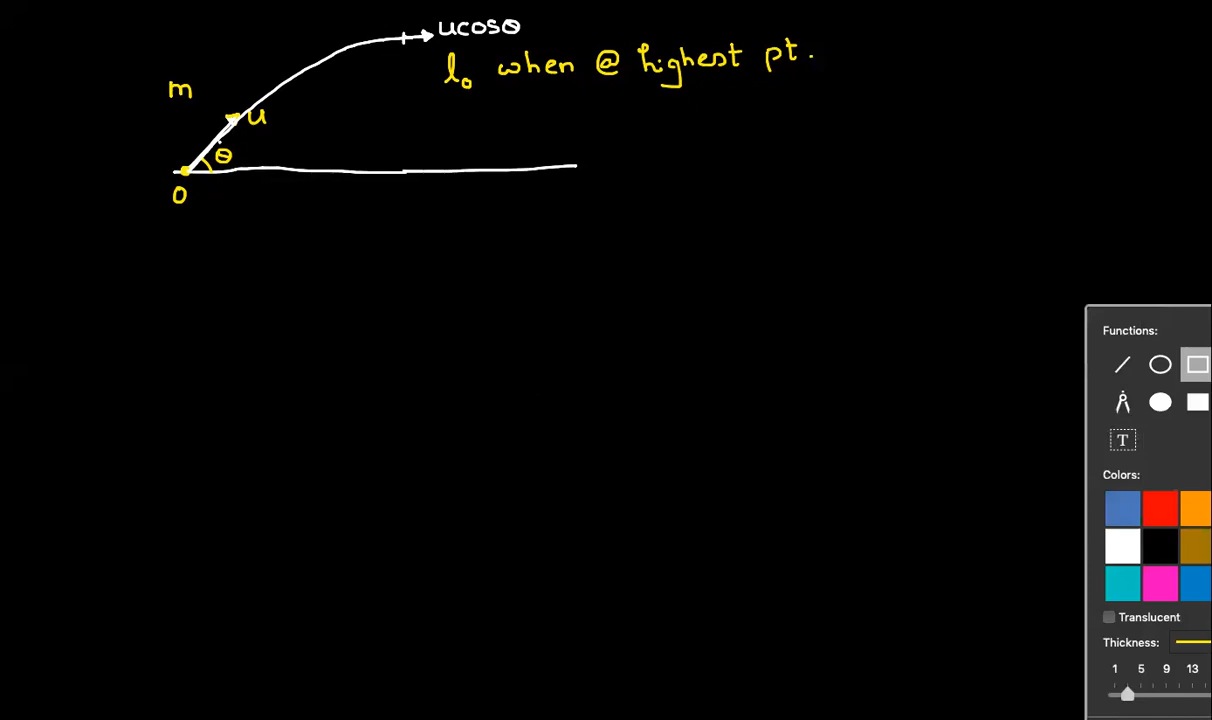 ucosθ
l₀ when @ highest pt.
m
u
θ
O
Functions:
T
Colors:
Translucent
Thickness:
1 5 9 13